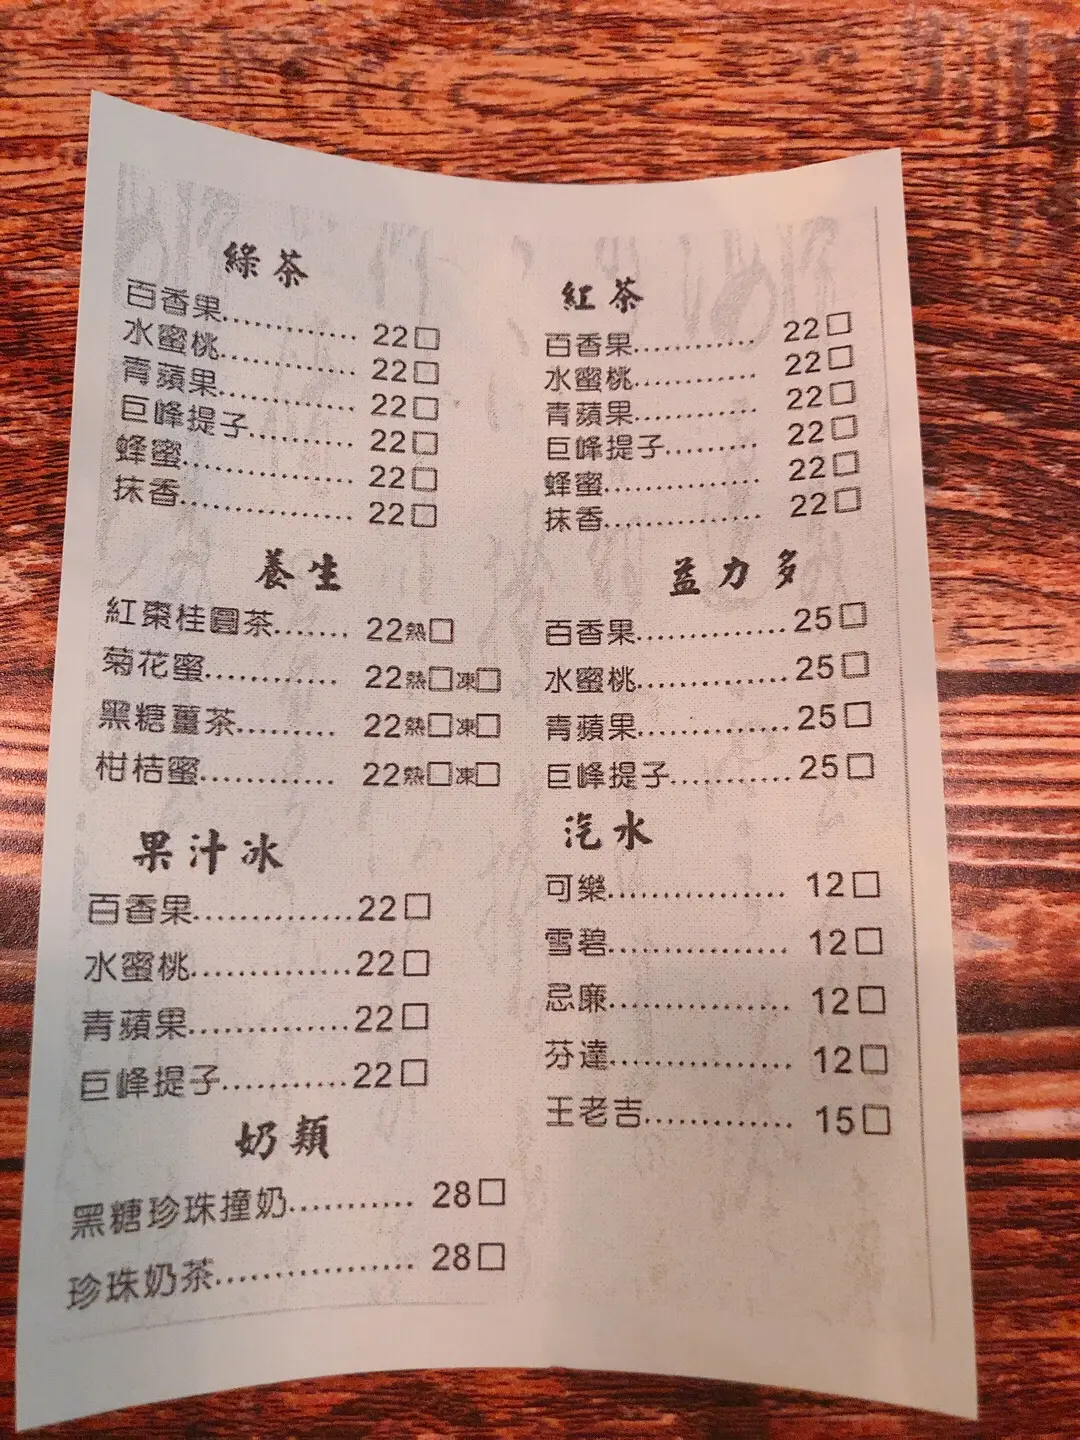 綠茶
百香果............... 22□
水蜜桃............... 22□
青蘋果............... 22□
巨峰提子........... 22□
蜂蜜................... 22□
抹香................... 22□
養生
紅棗桂圓茶....... 22熱□
菊花蜜............ 22熱□凍□
黑糖薑茶......... 22熱□凍□
柑桔蜜............ 22熱□凍□
果汁冰
百香果..............22□
水蜜桃..............22□
青蘋果..............22□
巨峰提子...........22□
奶類
黑糖珍珠撞奶........... 28□
珍珠奶茶................. 28□
紅茶
百香果............ 22□
水蜜桃............ 22□
青蘋果............ 22□
巨峰提子......... 22□
蜂蜜............... 22□
抹香............... 22□
益力多
百香果..............25□
水蜜桃..............25□
青蘋果..............25□
巨峰提子...........25□
汽水
可樂................ 12□
雪碧................ 12□
忌廉................ 12□
芬達................ 12□
王老吉............. 15□